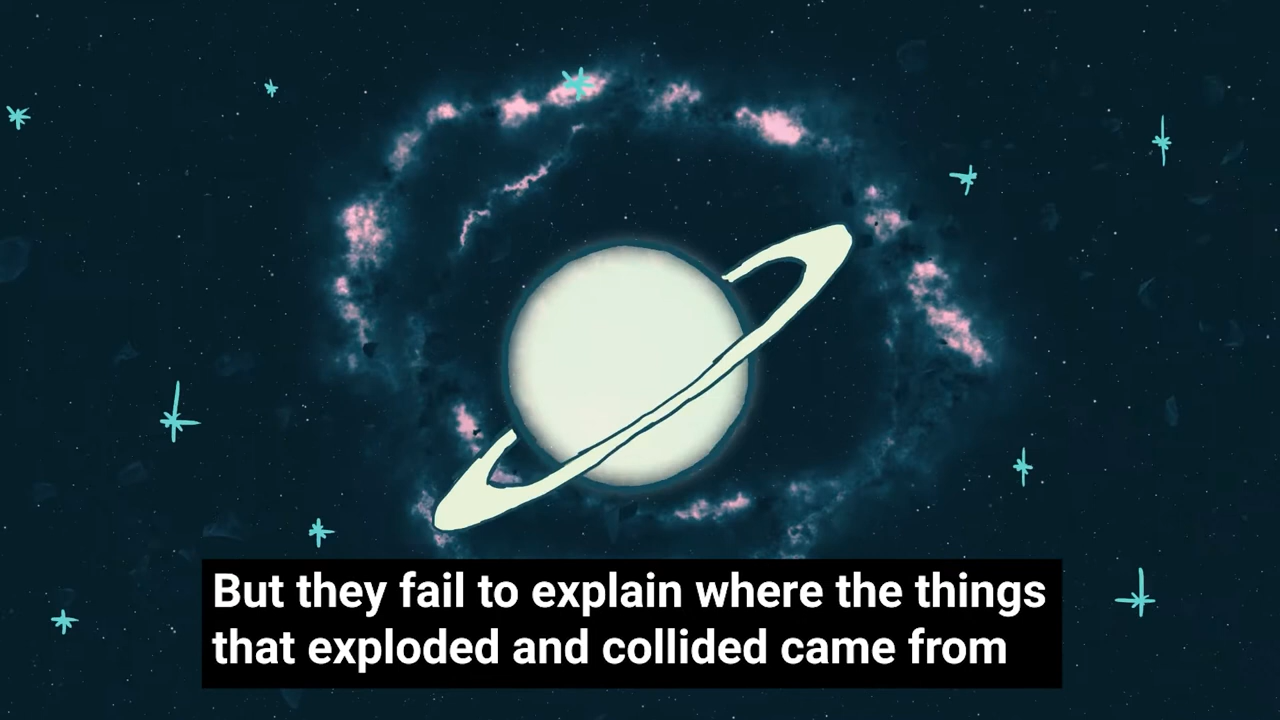 But they fail to explain where the things
that exploded and collided came from